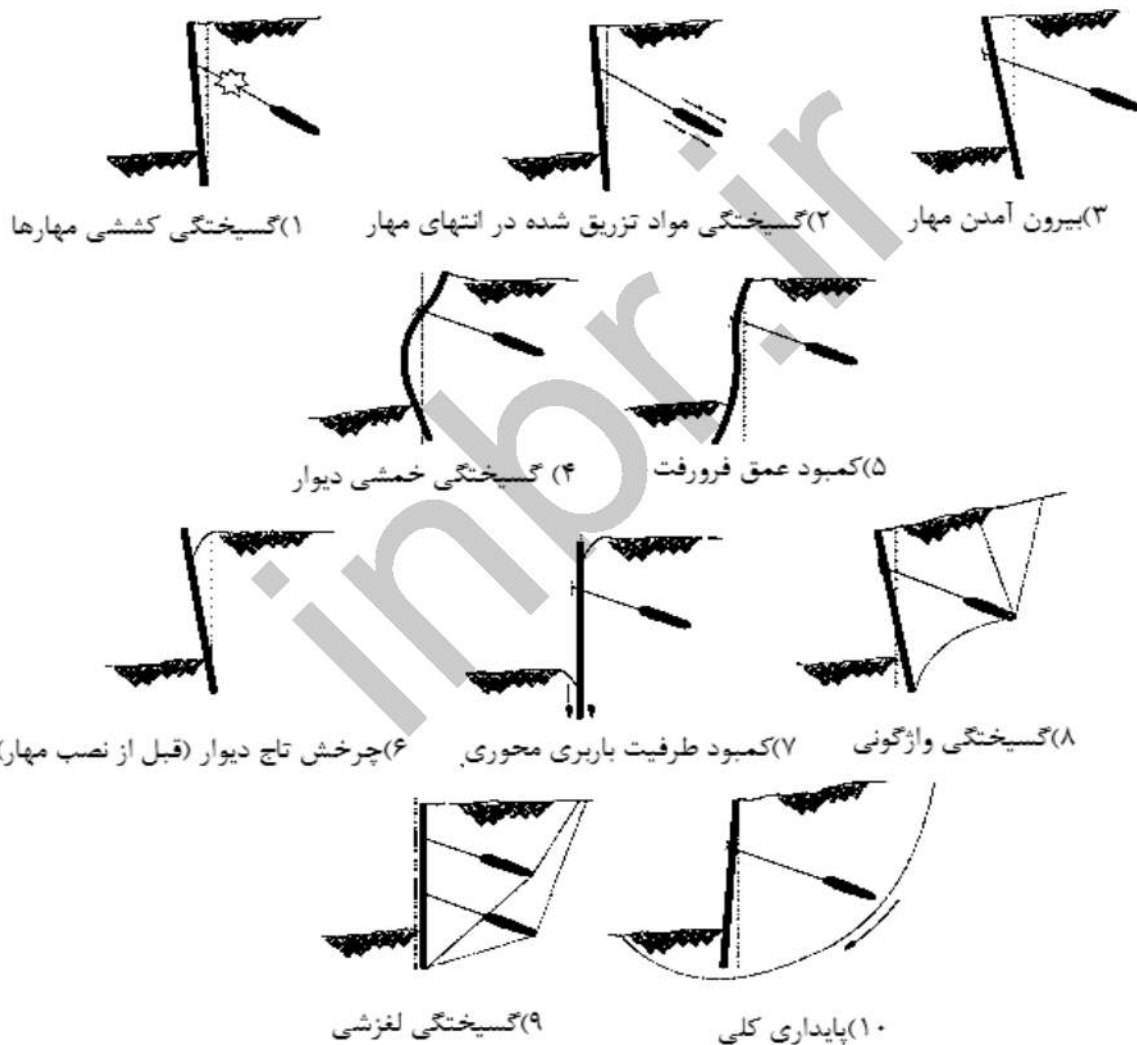 ۱)گسیختگی کششی مهارها
۲)گسیختگی مواد تزریق شده در انتهای مهار
۳)بیرون آمدن مهار
۴) گسیختگی خمشی دیوار
۵)کمبود عمق فرورفت
۶)چرخش تاج دیوار (قبل از نصب مهار)
۷)کمبود ظرفیت باربری محوری
۸)گسیختگی واژگونی
۹)گسیختگی لغزشی
۱۰)پایداری کلی
inbr.ir